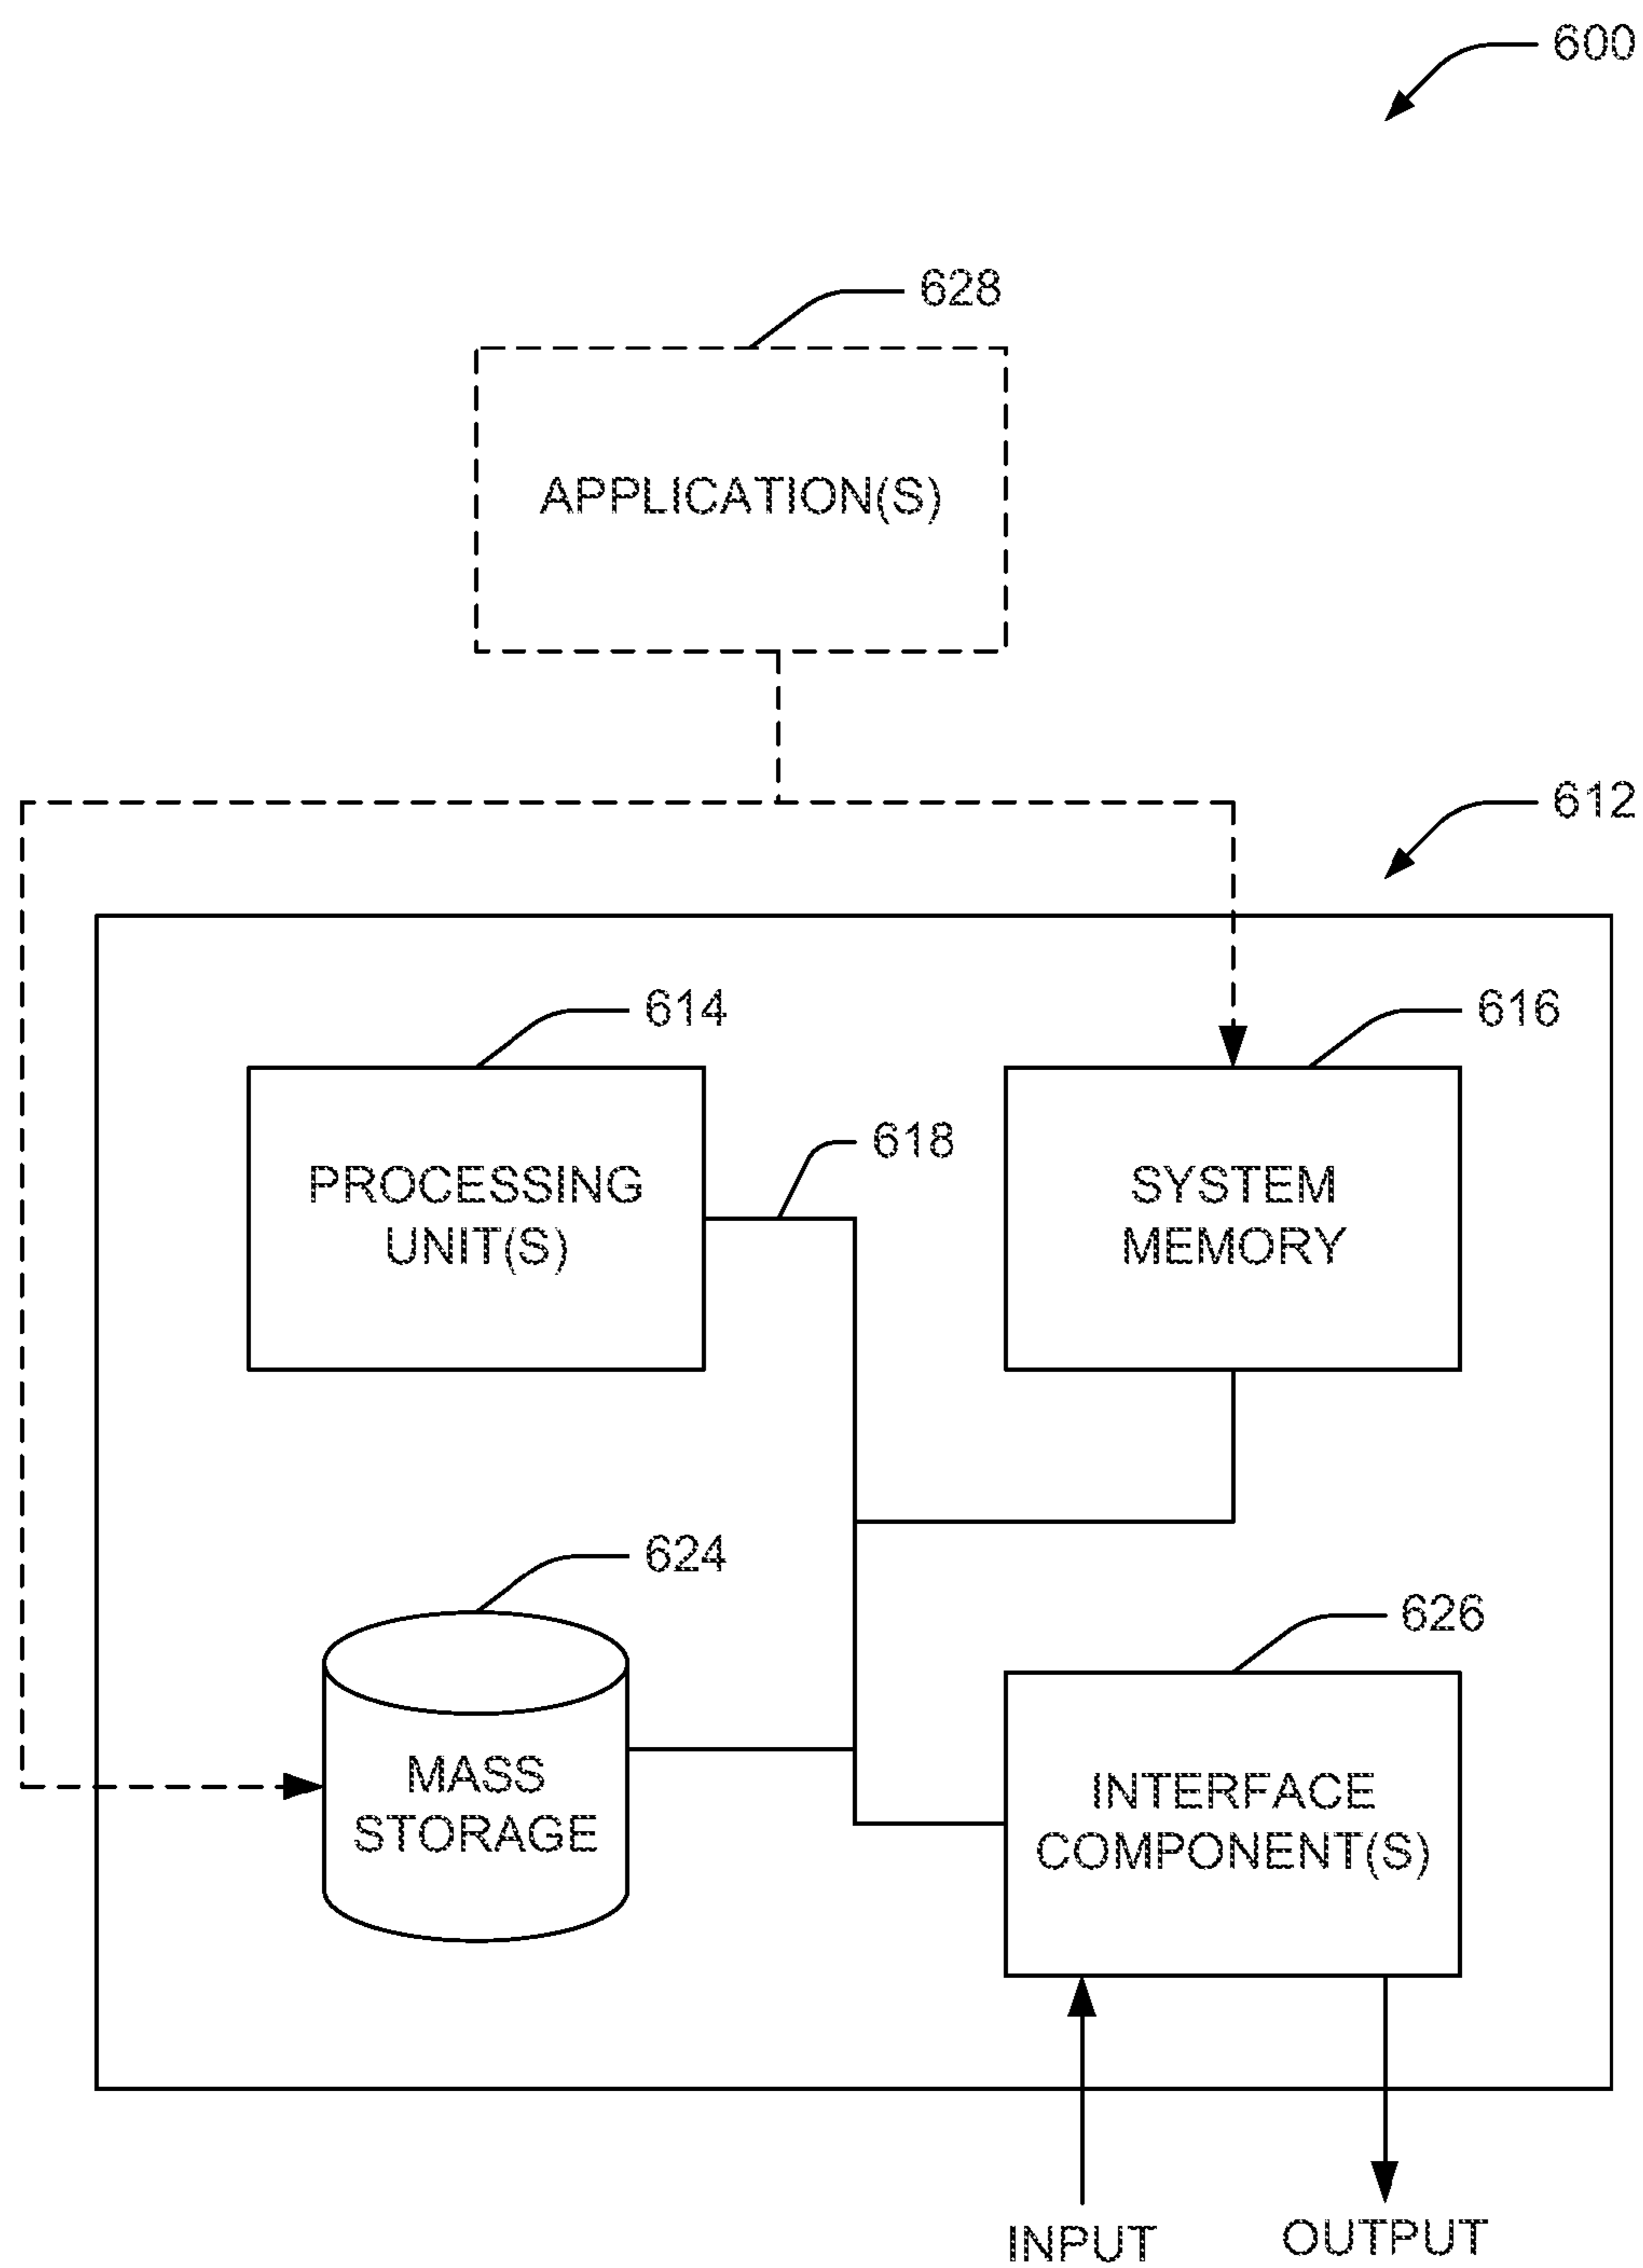 600
628
APPLICATION(S)
612
614
616
618
PROCESSING
UNIT(S)
SYSTEM
MEMORY
624
626
MASS
STORAGE
INTERFACE
COMPONENT(S)
INPUT
OUTPUT